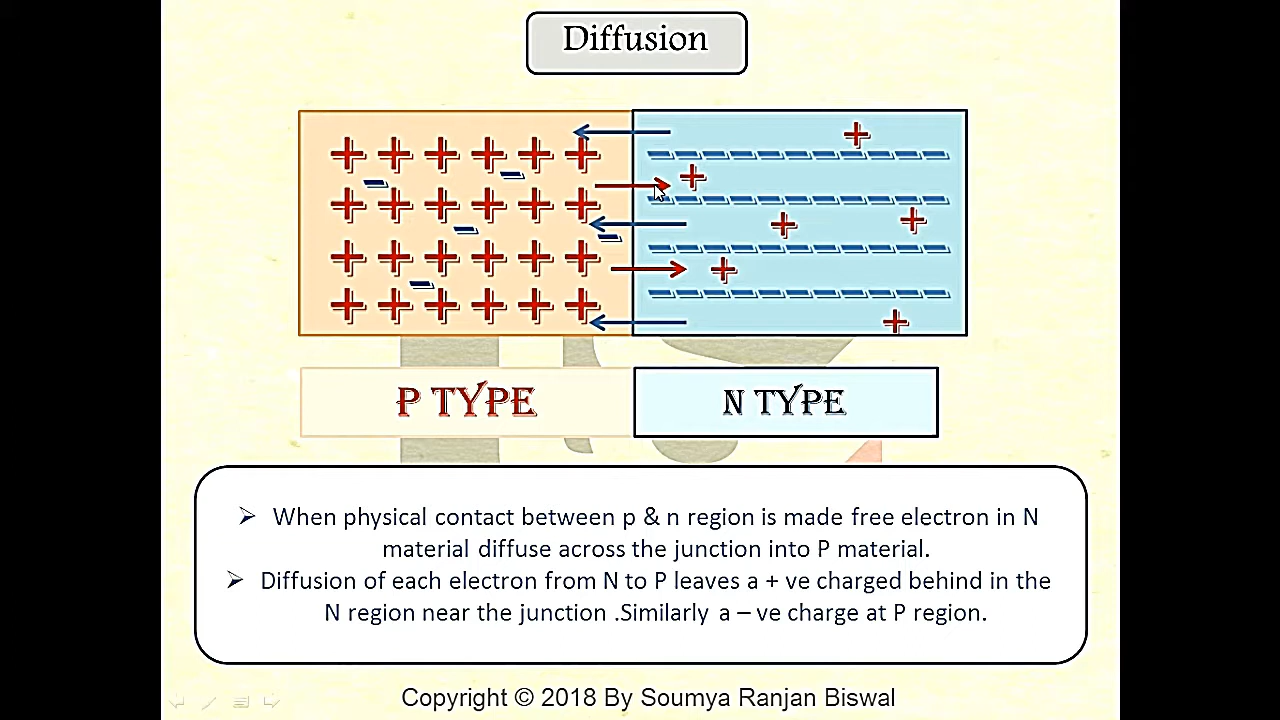 Diffusion
P TYPE
N TYPE
➢ When physical contact between p & n region is made free electron in N
material diffuse across the junction into P material.
➢ Diffusion of each electron from N to P leaves a + ve charged behind in the
N region near the junction .Similarly a – ve charge at P region.
Copyright © 2018 By Soumya Ranjan Biswal